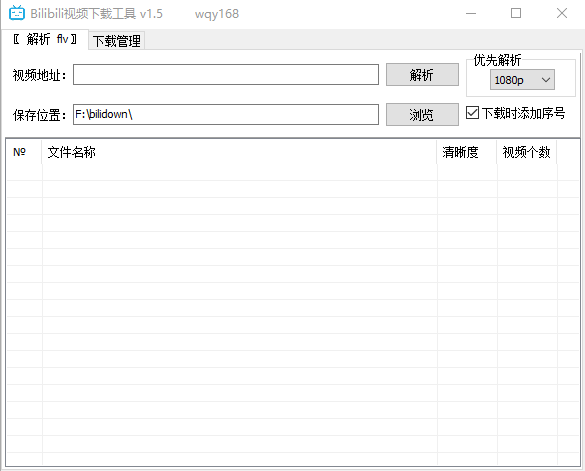 Bilibili视频下载工具 v1.5 wqy168
〖 解析 flv 〗 下载管理
视频地址： 解析 优先解析
1080p
保存位置： F:\bilidown\ 浏览 下载时添加序号
№ 文件名称 清晰度 视频个数